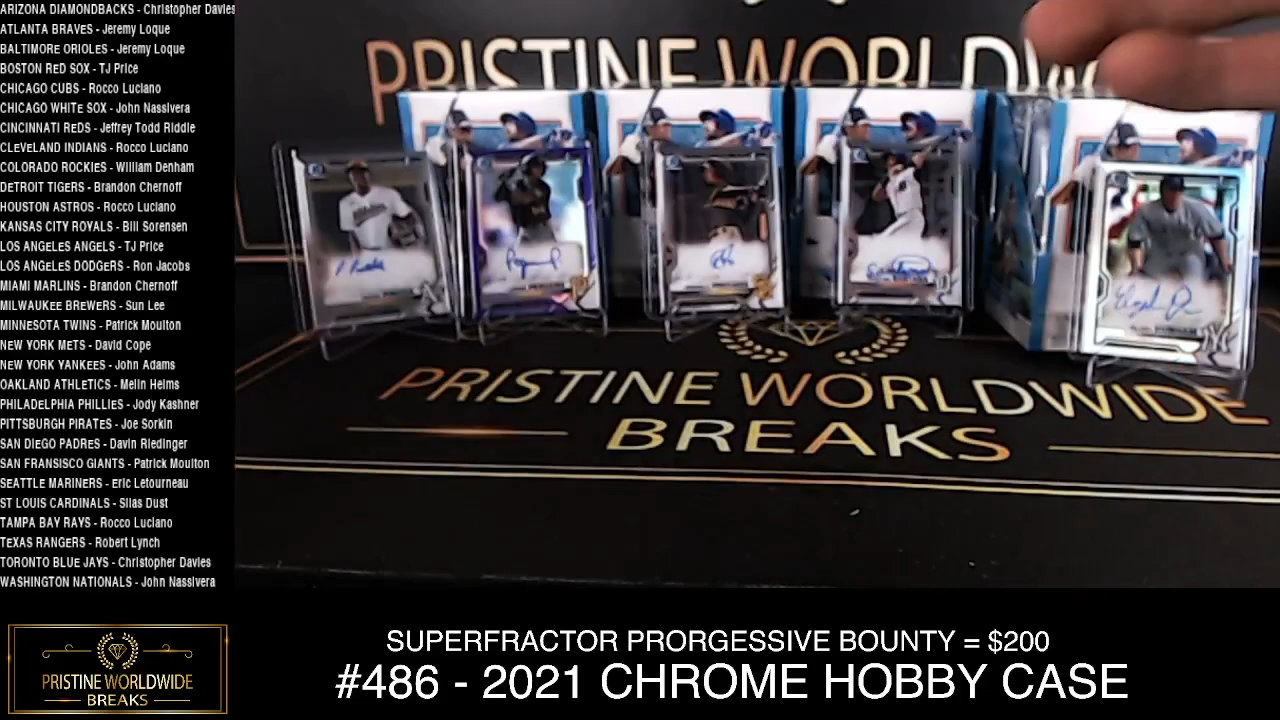 ARIZONA DIAMONDBACKS - Christopher Davies
ATLANTA BRAVES - Jeremy Loque
BALTIMORE ORIOLES - Jeremy Loque
BOSTON RED SOX - TJ Price
CHICAGO CUBS - Rocco Luciano
CHICAGO WHITE SOX - John Nassivera
CINCINNATI REDS - Jeffrey Todd Riddle
CLEVELAND INDIANS - Rocco Luciano
COLORADO ROCKIES - William Denham
DETROIT TIGERS - Brandon Chernoff
HOUSTON ASTROS - Rocco Luciano
KANSAS CITY ROYALS - Bill Sorensen
LOS ANGELES ANGELS - TJ Price
LOS ANGELES DODGERS - Ron Jacobs
MIAMI MARLINS - Brandon Chernoff
MILWAUKEE BREWERS - Sun Lee
MINNESOTA TWINS - Patrick Moulton
NEW YORK METS - David Cope
NEW YORK YANKEES - John Adams
OAKLAND ATHLETICS - Melin Helms
PHILADELPHIA PHILLIES - Jody Kashner
PITTSBURGH PIRATES - Joe Sorkin
SAN DIEGO PADRES - Davin Riedinger
SAN FRANSISCO GIANTS - Patrick Moulton
SEATTLE MARINERS - Eric Letourneau
ST LOUIS CARDINALS - Silas Dust
TAMPA BAY RAYS - Rocco Luciano
TEXAS RANGERS - Robert Lynch
TORONTO BLUE JAYS - Christopher Davies
WASHINGTON NATIONALS - John Nassivera
PRISTINE WORLDW
PRISTINE WORLDWIDE
BREAKS
PRISTINE WORLDWIDE
BREAKS
SUPERFRACTOR PRORGESSIVE BOUNTY = $200
#486 - 2021 CHROME HOBBY CASE